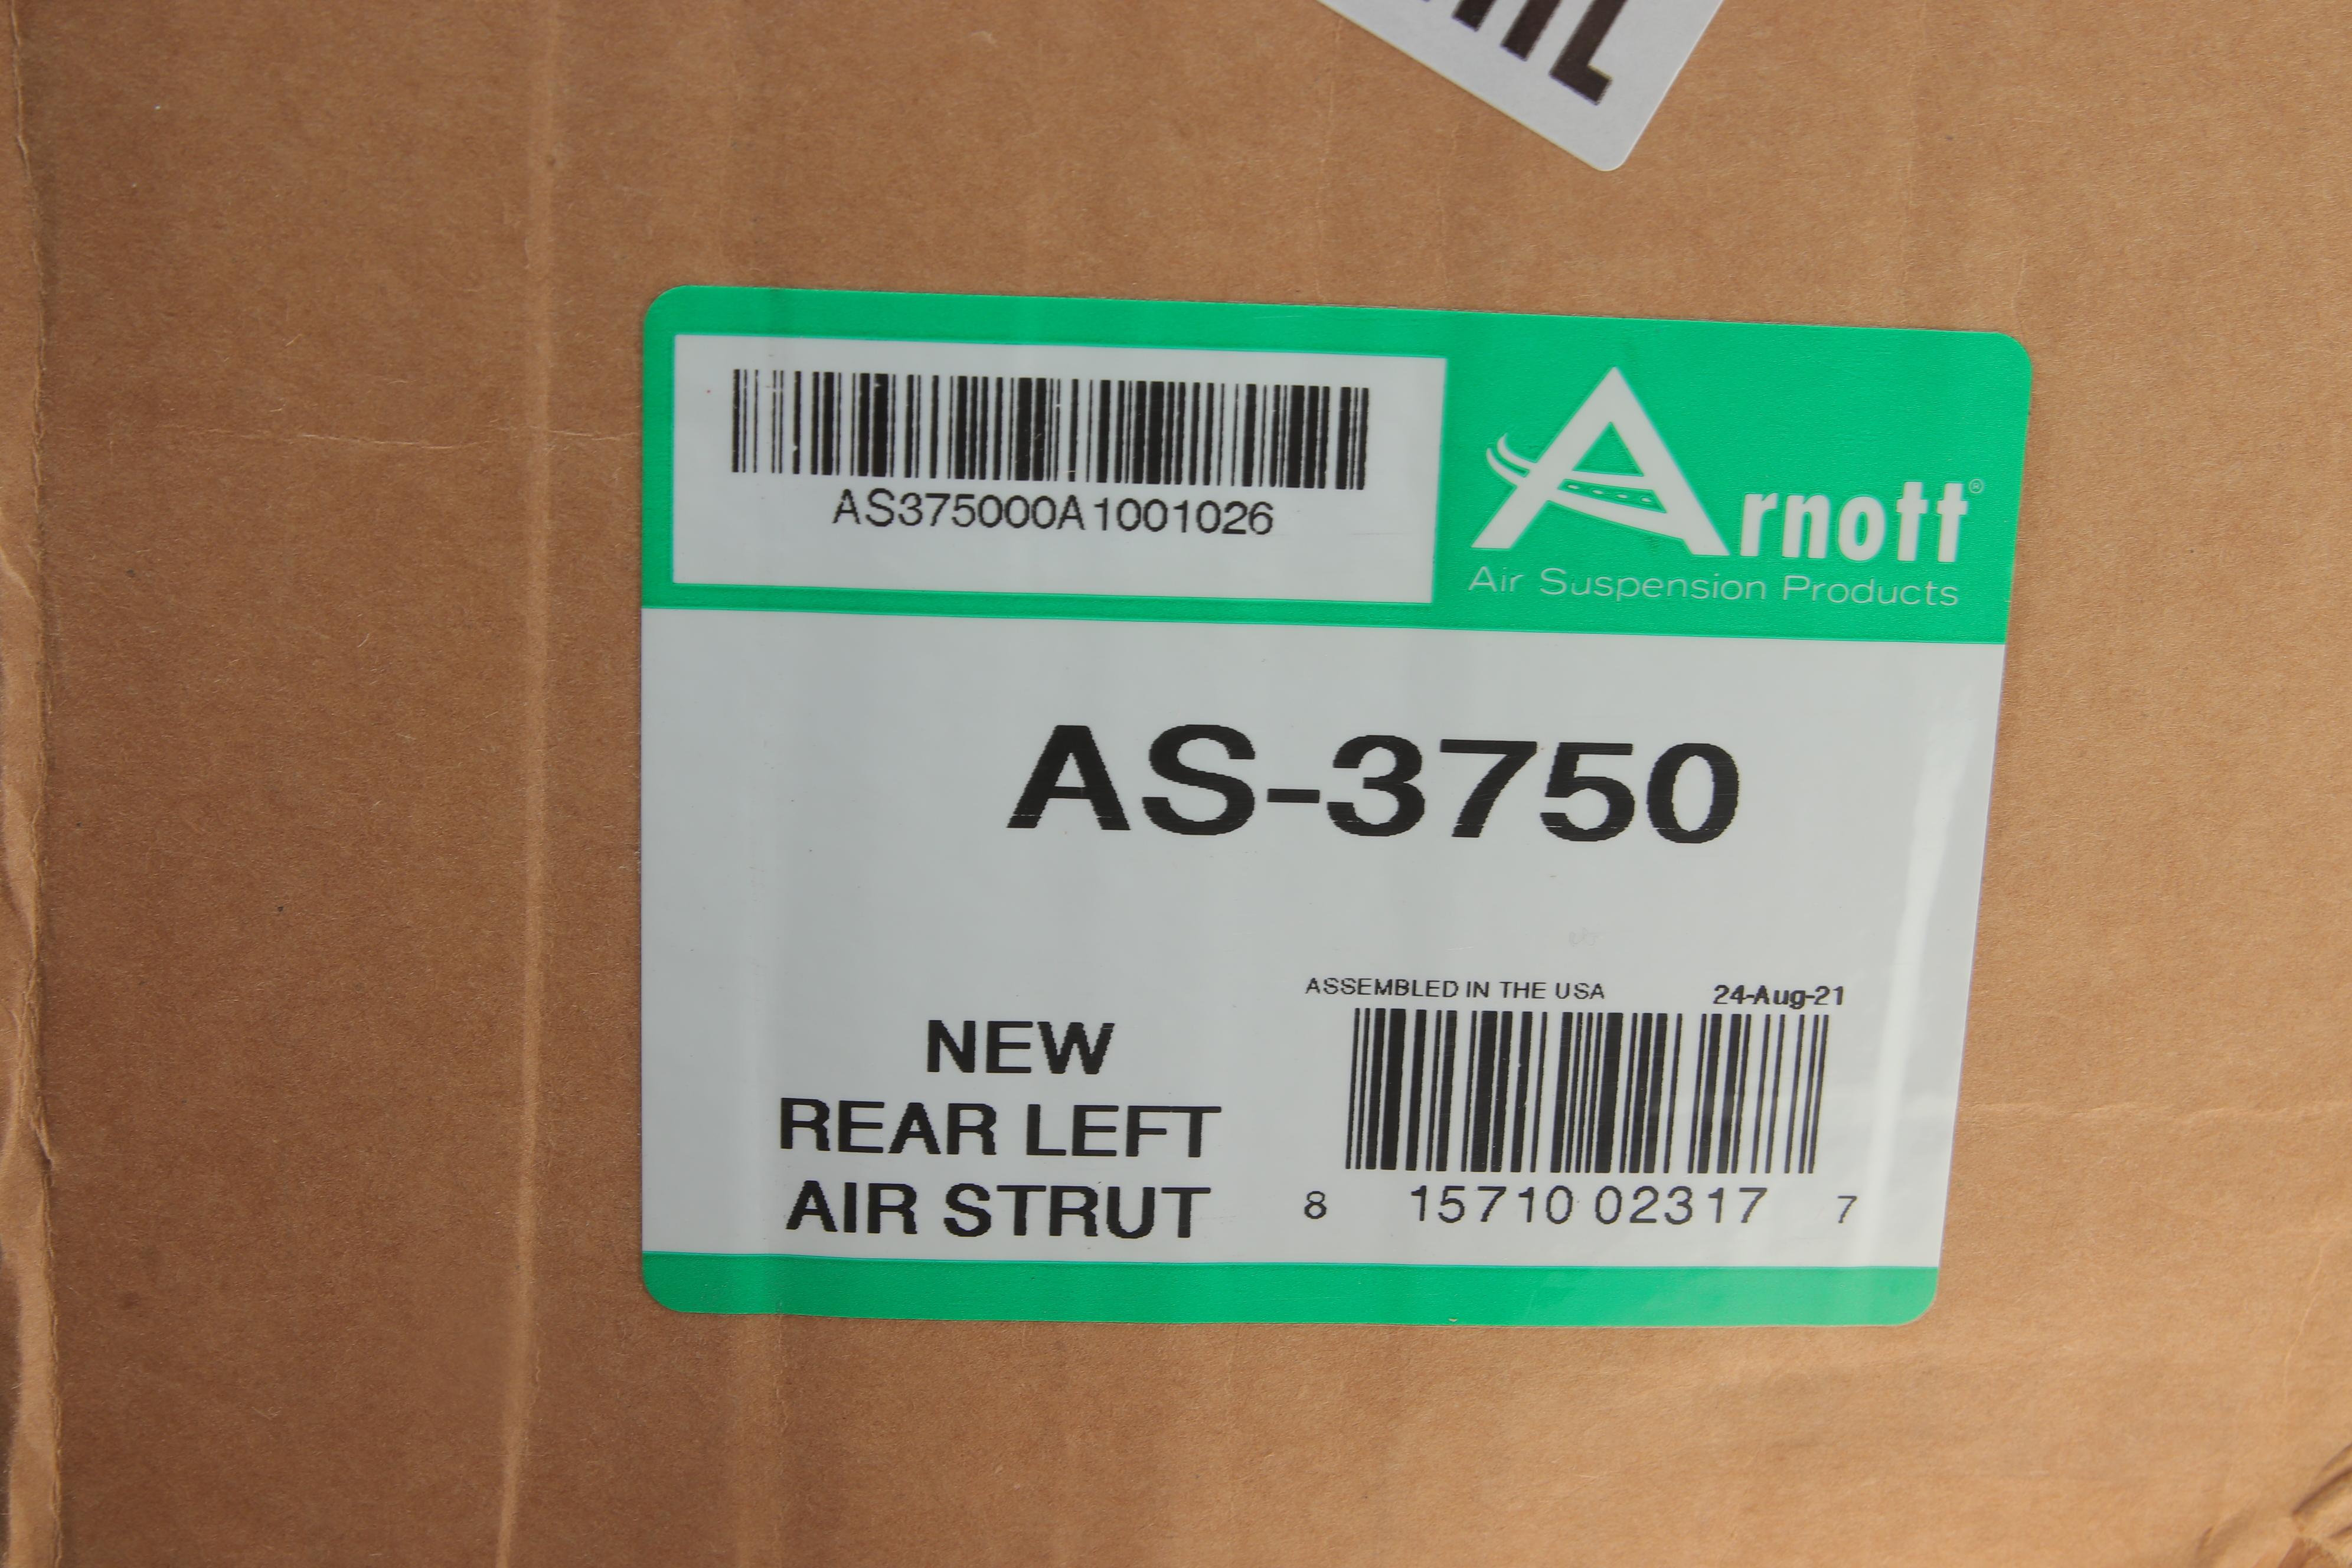 AS375000A1001026
Arnott®
Air Suspension Products
AS-3750
ASSEMBLED IN THE USA 24-Aug-21
NEW
REAR LEFT
AIR STRUT
8 15710 02317 7